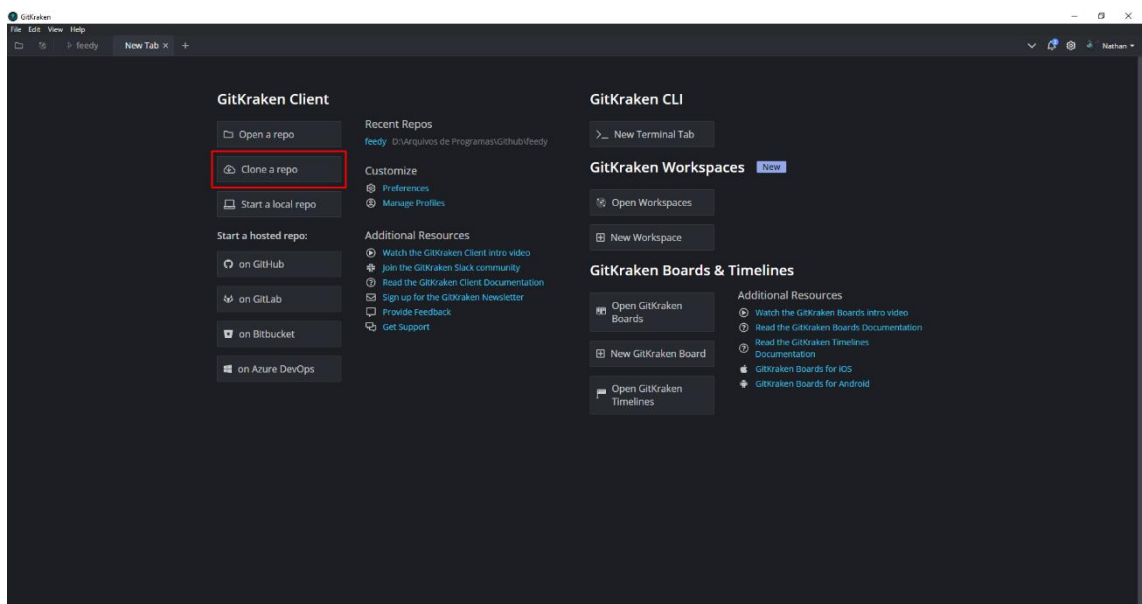 GitKraken
File Edit View Help
feedy New Tab × +
Nathan
GitKraken Client
Open a repo
Clone a repo
Start a local repo
Start a hosted repo:
on GitHub
on GitLab
on Bitbucket
on Azure DevOps
Recent Repos
feedy D:\Arquivos de Programas\Github\feedy
Customize
Preferences
Manage Profiles
Additional Resources
Watch the GitKraken Client intro video
Join the GitKraken Slack community
Read the GitKraken Client Documentation
Sign up for the GitKraken Newsletter
Provide Feedback
Get Support
GitKraken CLI
>_ New Terminal Tab
GitKraken Workspaces New
Open Workspaces
New Workspace
GitKraken Boards & Timelines
Open GitKraken
Boards
New GitKraken Board
Open GitKraken
Timelines
Additional Resources
Watch the GitKraken Boards intro video
Read the GitKraken Boards Documentation
Read the GitKraken Timelines
Documentation
GitKraken Boards for iOS
GitKraken Boards for Android